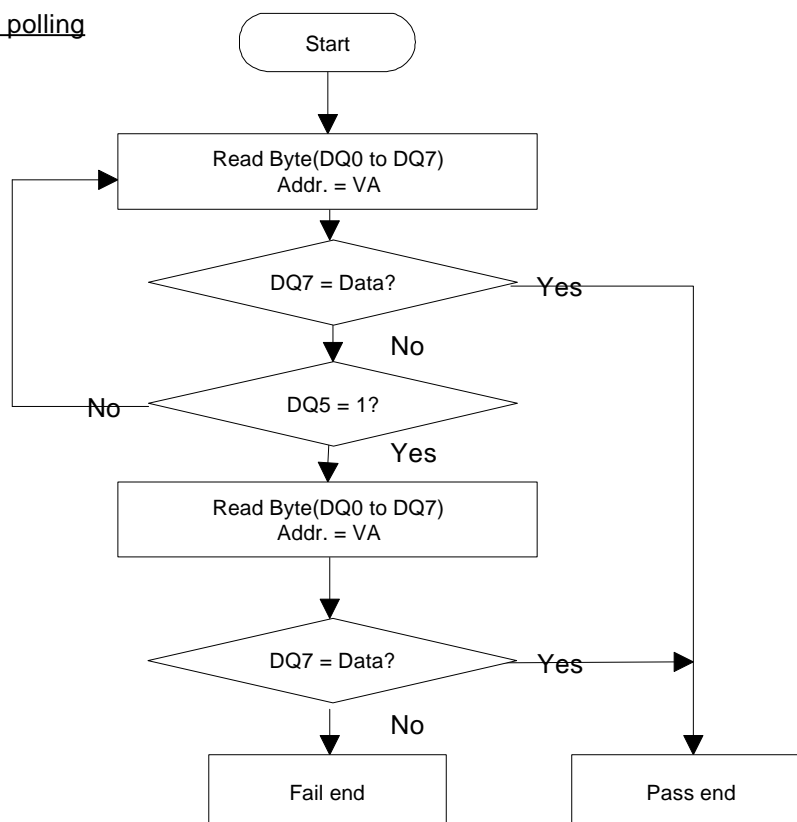 polling
Start
Read Byte(DQ0 to DQ7)
Addr. = VA
DQ7 = Data?
Yes
No
DQ5 = 1?
No
Yes
Read Byte(DQ0 to DQ7)
Addr. = VA
DQ7 = Data?
Yes
No
Fail end
Pass end